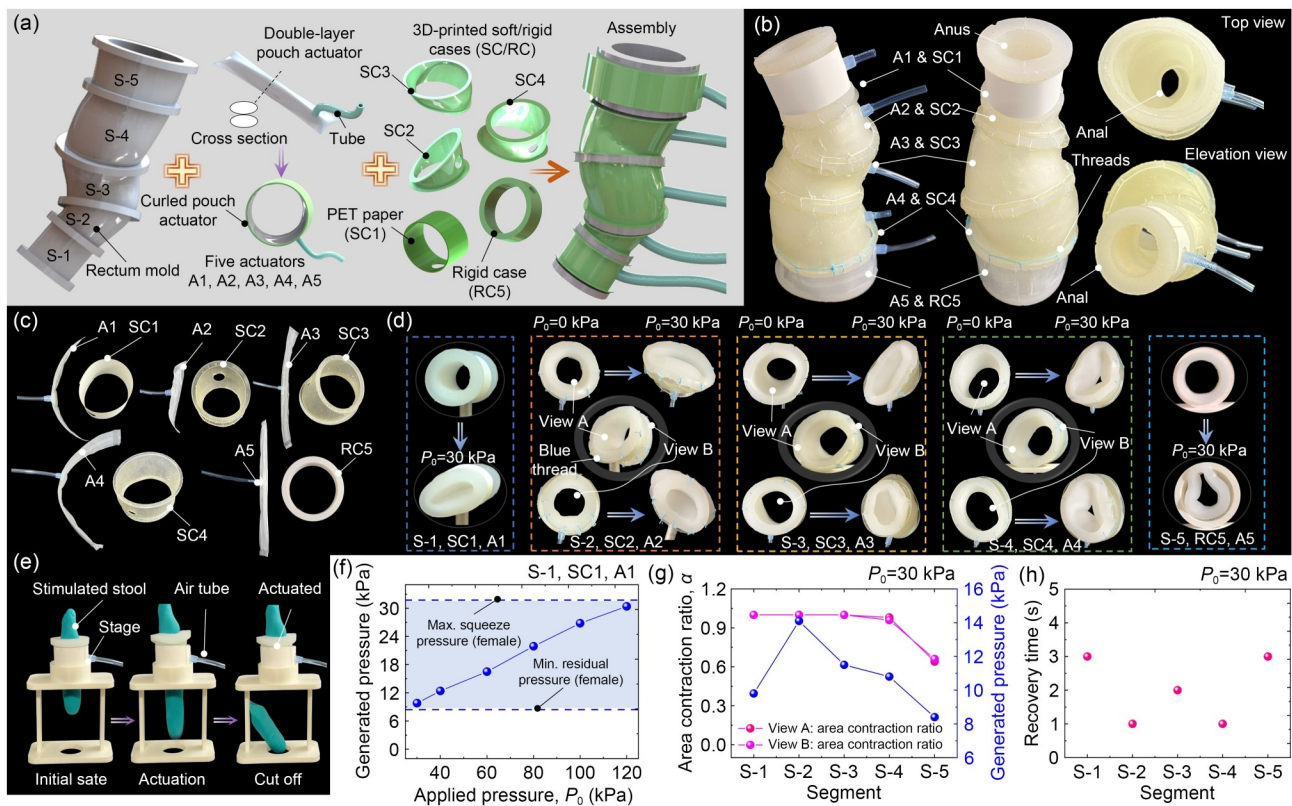 (a)
S-5
S-4
S-3
S-2
S-1
Double-layer
pouch actuator
Cross section
Tube
Curled pouch
actuator
Rectum mold
Five actuators
A1, A2, A3, A4, A5
3D-printed soft/rigid
cases (SC/RC)
SC3
SC4
SC2
PET paper
(SC1)
Rigid case
(RC5)
Assembly
(b)
Anus
A1 & SC1
A2 & SC2
A3 & SC3
A4 & SC4
A5 & RC5
Threads
Top view
Anal
Elevation view
Anal
(c)
A1
SC1
A2
SC2
A3
SC3
A4
SC4
A5
RC5
(d)
P0=30 kPa
S-1, SC1, A1
P0=0 kPa
P0=30 kPa
View A
Blue
thread
View B
S-2, SC2, A2
P0=0 kPa
P0=30 kPa
View A
View B
S-3, SC3, A3
P0=0 kPa
P0=30 kPa
View A
View B
S-4, SC4, A4
P0=30 kPa
S-5, RC5, A5
(e)
Stimulated stool
Air tube
Actuated
Stage
Initial sate
Actuation
Cut off
(f)
S-1, SC1, A1
Generated pressure (kPa)
30
24
18
12
6
0
Max. squeeze
pressure (female)
Min. residual
pressure (female)
40
60
80
100
120
Applied pressure, P0 (kPa)
(g)
P0=30 kPa
Area contraction ratio, α
1.2
0.9
0.6
0.3
0.0
View A: area contraction ratio
View B: area contraction ratio
16
14
12
10
8
6
Generated pressure (kPa)
S-1
S-2
S-3
S-4
S-5
Segment
(h)
P0=30 kPa
Recovery time (s)
5
4
3
2
1
0
S-1
S-2
S-3
S-4
S-5
Segment